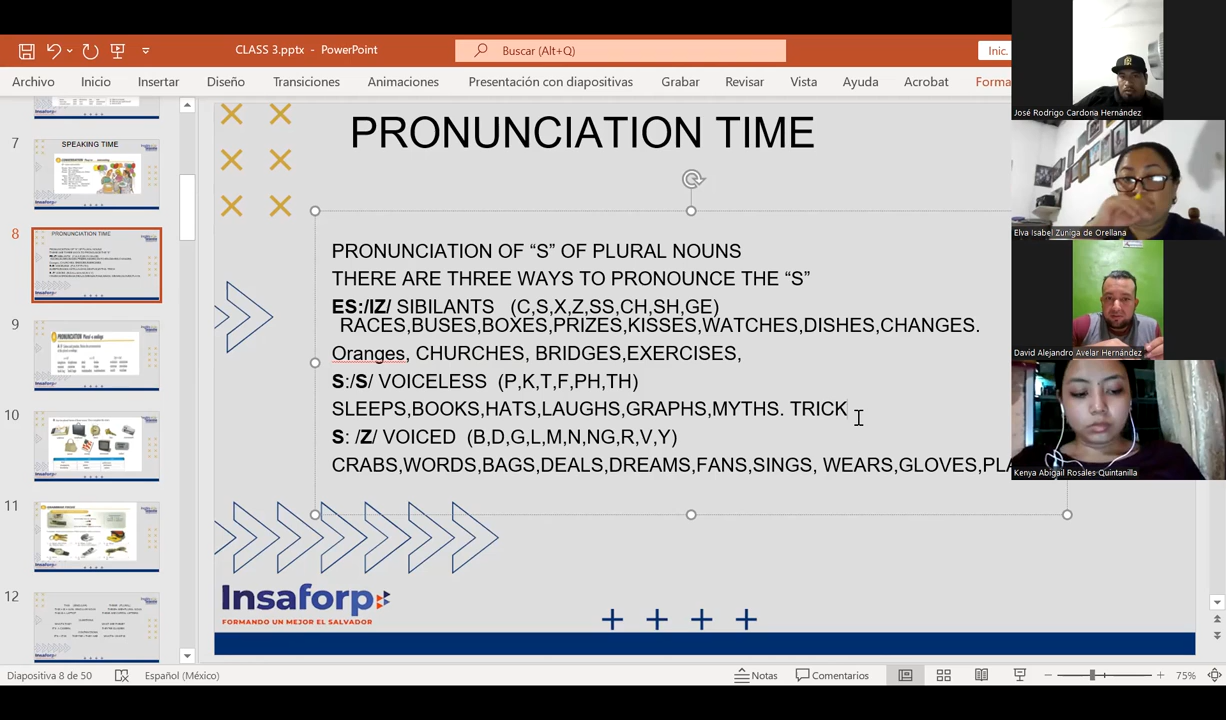 CLASS 3.pptx - PowerPoint
Buscar (Alt+Q)
Inic.
Archivo Inicio Insertar Diseño Transiciones Animaciones Presentación con diapositivas Grabar Revisar Vista Ayuda Acrobat Forma
7
SPEAKING TIME
8
PRONUNCIATION TIME
9
10
11
12
PRONUNCIATION TIME
PRONUNCIATION OF “S” OF PLURAL NOUNS
THERE ARE THREE WAYS TO PRONOUNCE THE “S”
ES:/IZ/ SIBILANTS (C,S,X,Z,SS,CH,SH,GE)
RACES,BUSES,BOXES,PRIZES,KISSES,WATCHES,DISHES,CHANGES.
Oranges, CHURCHES, BRIDGES,EXERCISES,
S:/S/ VOICELESS (P,K,T,F,PH,TH)
SLEEPS,BOOKS,HATS,LAUGHS,GRAPHS,MYTHS. TRICK
S: /Z/ VOICED (B,D,G,L,M,N,NG,R,V,Y)
CRABS,WORDS,BAGS,DEALS,DREAMS,FANS,SINGS, WEARS,GLOVES,PLA
Insaforp
FORMANDO UN MEJOR EL SALVADOR
José Rodrigo Cardona Hernández
Elva Isabel Zuniga de Orellana
David Alejandro Avelar Hernández
Kenya Abigail Rosales Quintanilla
Diapositiva 8 de 50 Español (México) Notas Comentarios 75%